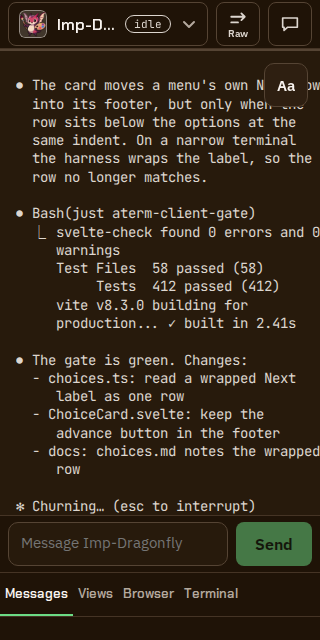 Imp-D... idle
Raw
Aa
● The card moves a menu's own N ow
into its footer, but only when the
row sits below the options at the
same indent. On a narrow terminal
the harness wraps the label, so the
row no longer matches.
● Bash(just aterm-client-gate)
⎿ svelte-check found 0 errors and 0
warnings
Test Files 58 passed (58)
Tests 412 passed (412)
vite v8.3.0 building for
production... ✓ built in 2.41s
● The gate is green. Changes:
- choices.ts: read a wrapped Next
label as one row
- ChoiceCard.svelte: keep the
advance button in the footer
- docs: choices.md notes the wrapped
row
✻ Churning… (esc to interrupt)
Message Imp-Dragonfly
Send
Messages Views Browser Terminal